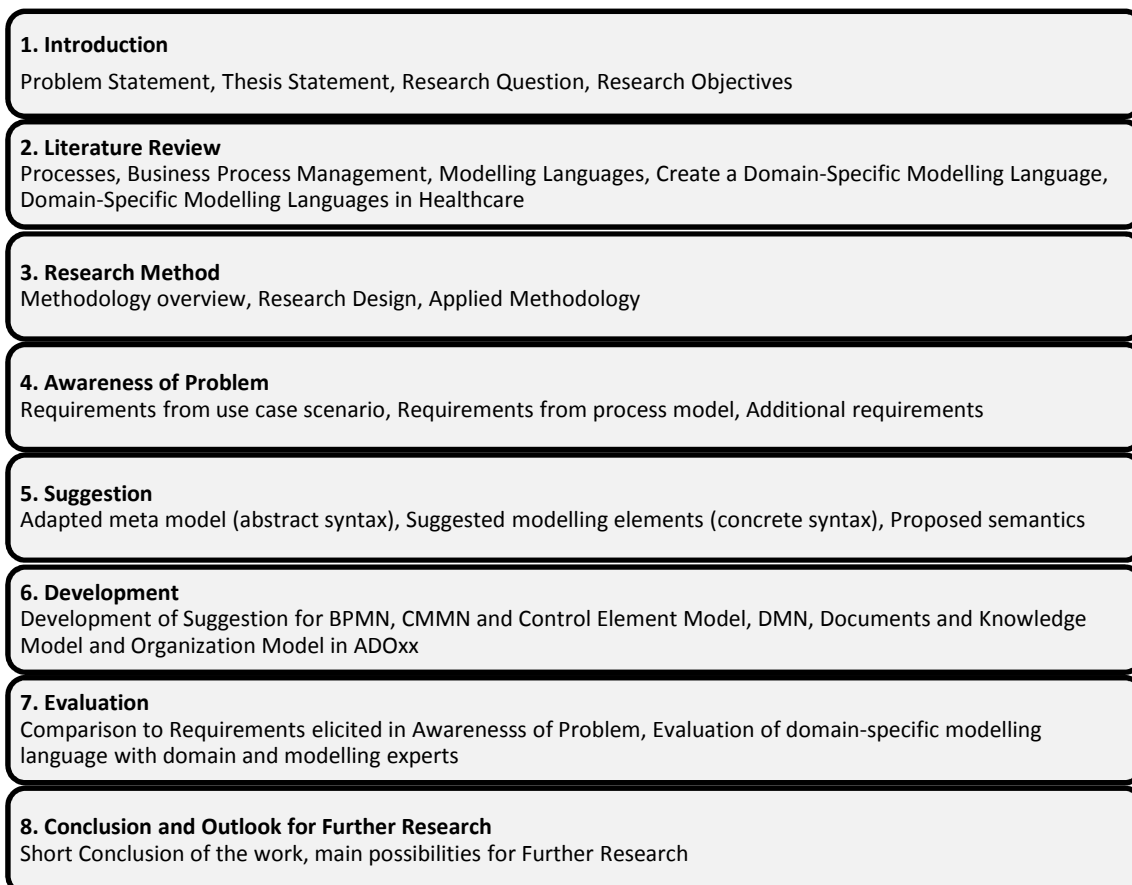 1. Introduction
Problem Statement, Thesis Statement, Research Question, Research Objectives
2. Literature Review
Processes, Business Process Management, Modelling Languages, Create a Domain-Specific Modelling Language,
Domain-Specific Modelling Languages in Healthcare
3. Research Method
Methodology overview, Research Design, Applied Methodology
4. Awareness of Problem
Requirements from use case scenario, Requirements from process model, Additional requirements
5. Suggestion
Adapted meta model (abstract syntax), Suggested modelling elements (concrete syntax), Proposed semantics
6. Development
Development of Suggestion for BPMN, CMMN and Control Element Model, DMN, Documents and Knowledge
Model and Organization Model in ADOxx
7. Evaluation
Comparison to Requirements elicited in Awarenesss of Problem, Evaluation of domain-specific modelling
language with domain and modelling experts
8. Conclusion and Outlook for Further Research
Short Conclusion of the work, main possibilities for Further Research